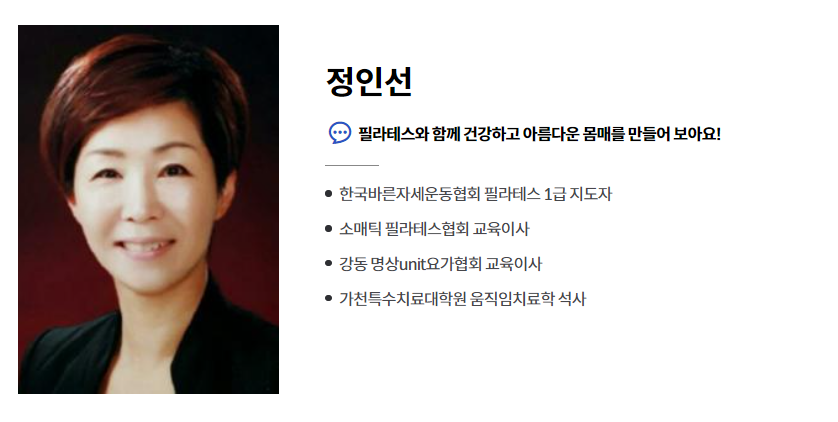 정인선
필라테스와 함께 건강하고 아름다운 몸매를 만들어 보아요!
한국바른자세운동협회 필라테스 1급 지도자
소매틱 필라테스협회 교육이사
강동 명상unit요가협회 교육이사
가천특수치료대학원 움직임치료학 석사